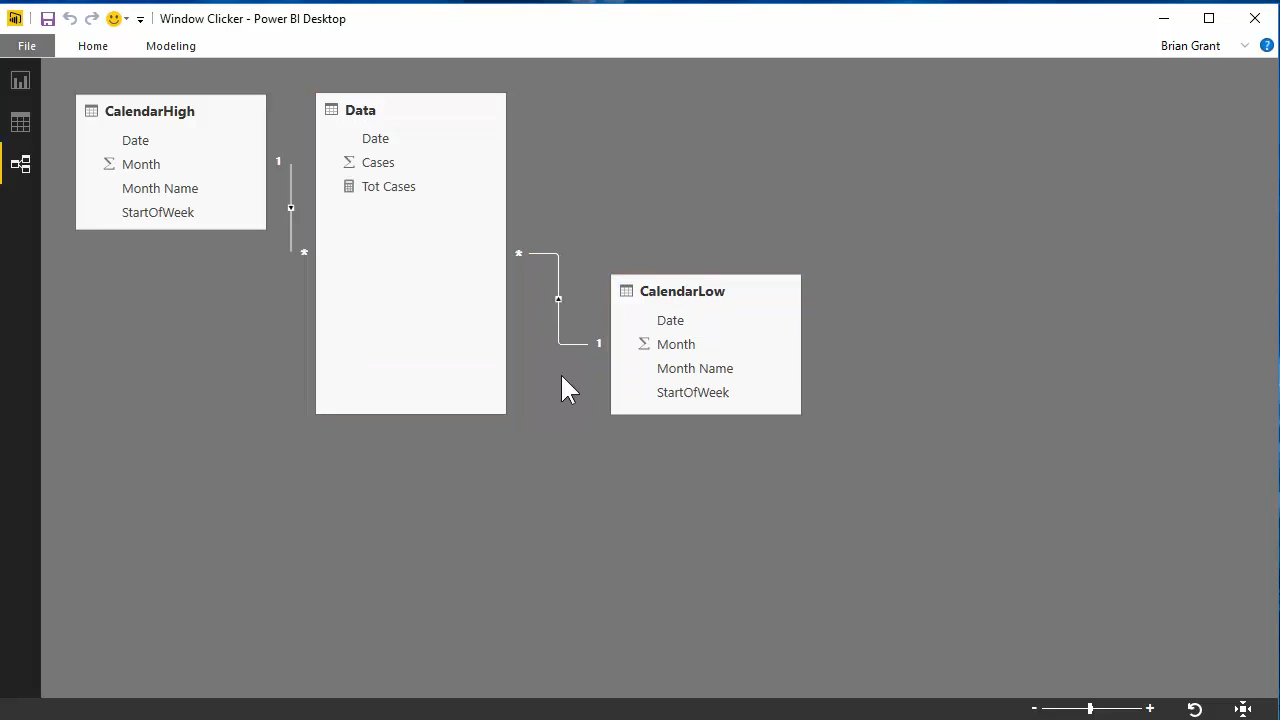 Window Clicker - Power BI Desktop
File Home Modeling Brian Grant ?
CalendarHigh
Date
Σ Month
Month Name
StartOfWeek
1
*
Data
Date
Σ Cases
Tot Cases
*
1
CalendarLow
Date
Σ Month
Month Name
StartOfWeek
- +